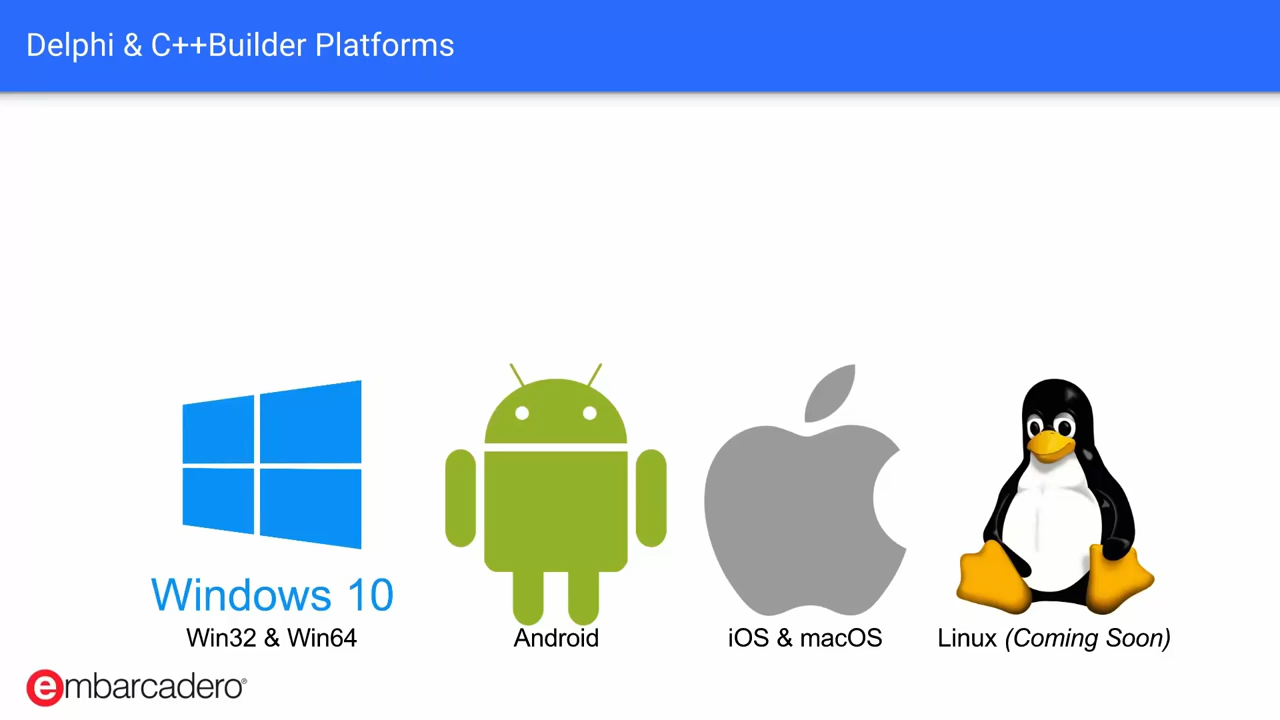 Delphi & C++Builder Platforms
Windows 10
Win32 & Win64
Android
iOS & macOS
Linux (Coming Soon)
embarcadero®